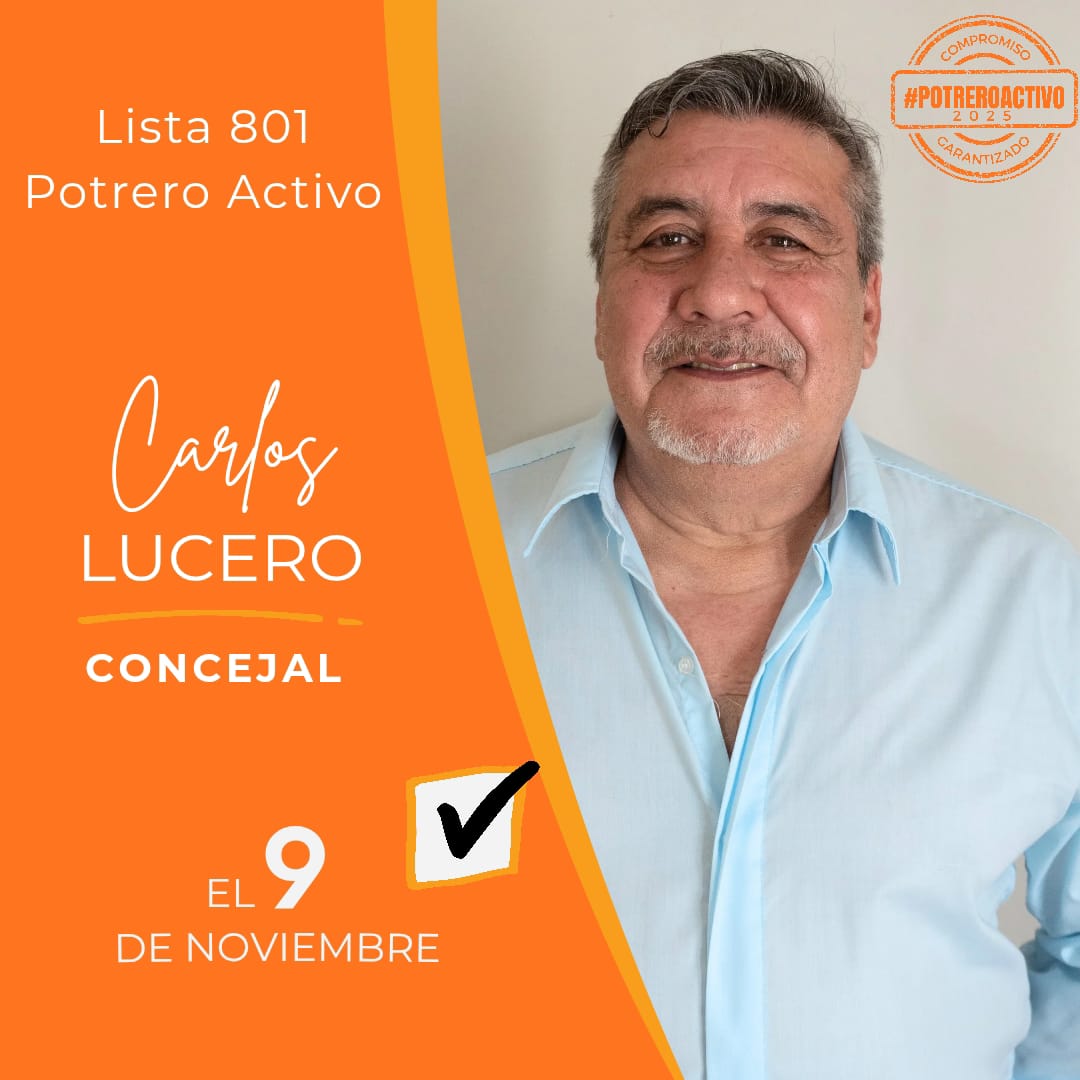 Lista 801
Potrero Activo
Carlos
LUCERO
CONCEJAL
EL 9
DE NOVIEMBRE
COMPROMISO
#POTREROACTIVO
2025
GARANTIZADO